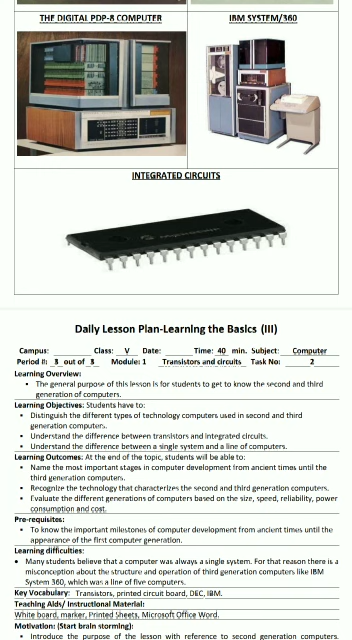 THE DIGITAL PDP-8 COMPUTER
IBM SYSTEM/360
INTEGRATED CIRCUITS
Daily Lesson Plan-Learning the Basics (III)
Campus: Class: V Date: Time: 40 min. Subject: Computer
Period #: 3 out of 3 Module: 1 Transistors and circuits Task No: 2
Learning Overview:
• The general purpose of this lesson is for students to get to know the second and third
generation of computers.
Learning Objectives: Students have to:
• Distinguish the different types of technology computers used in second and third
generation computers.
• Understand the difference between transistors and integrated circuits.
• Understand the difference between a single system and a line of computers.
Learning Outcomes: At the end of the topic, students will be able to:
• Name the most important stages in computer development from ancient times until the
third generation computers.
• Recognize the technology that characterizes the second and third generation computers.
• Evaluate the different generations of computers based on the size, speed, reliability, power
consumption and cost.
Pre-requisites:
• To know the important milestones of computer development from ancient times until the
appearance of the first computer generation.
Learning difficulties:
• Many students believe that a computer was always a single system. For that reason there is a
misconception about the structure and operation of third generation computers like IBM
System 360, which was a line of five computers.
Key Vocabulary: Transistors, printed circuit board, DEC, IBM.
Teaching Aids/ Instructional Material:
White board, marker, Printed Sheets, Microsoft Office Word.
Motivation: (Start brain storming):
• Introduce the purpose of the lesson with reference to second generation computers.